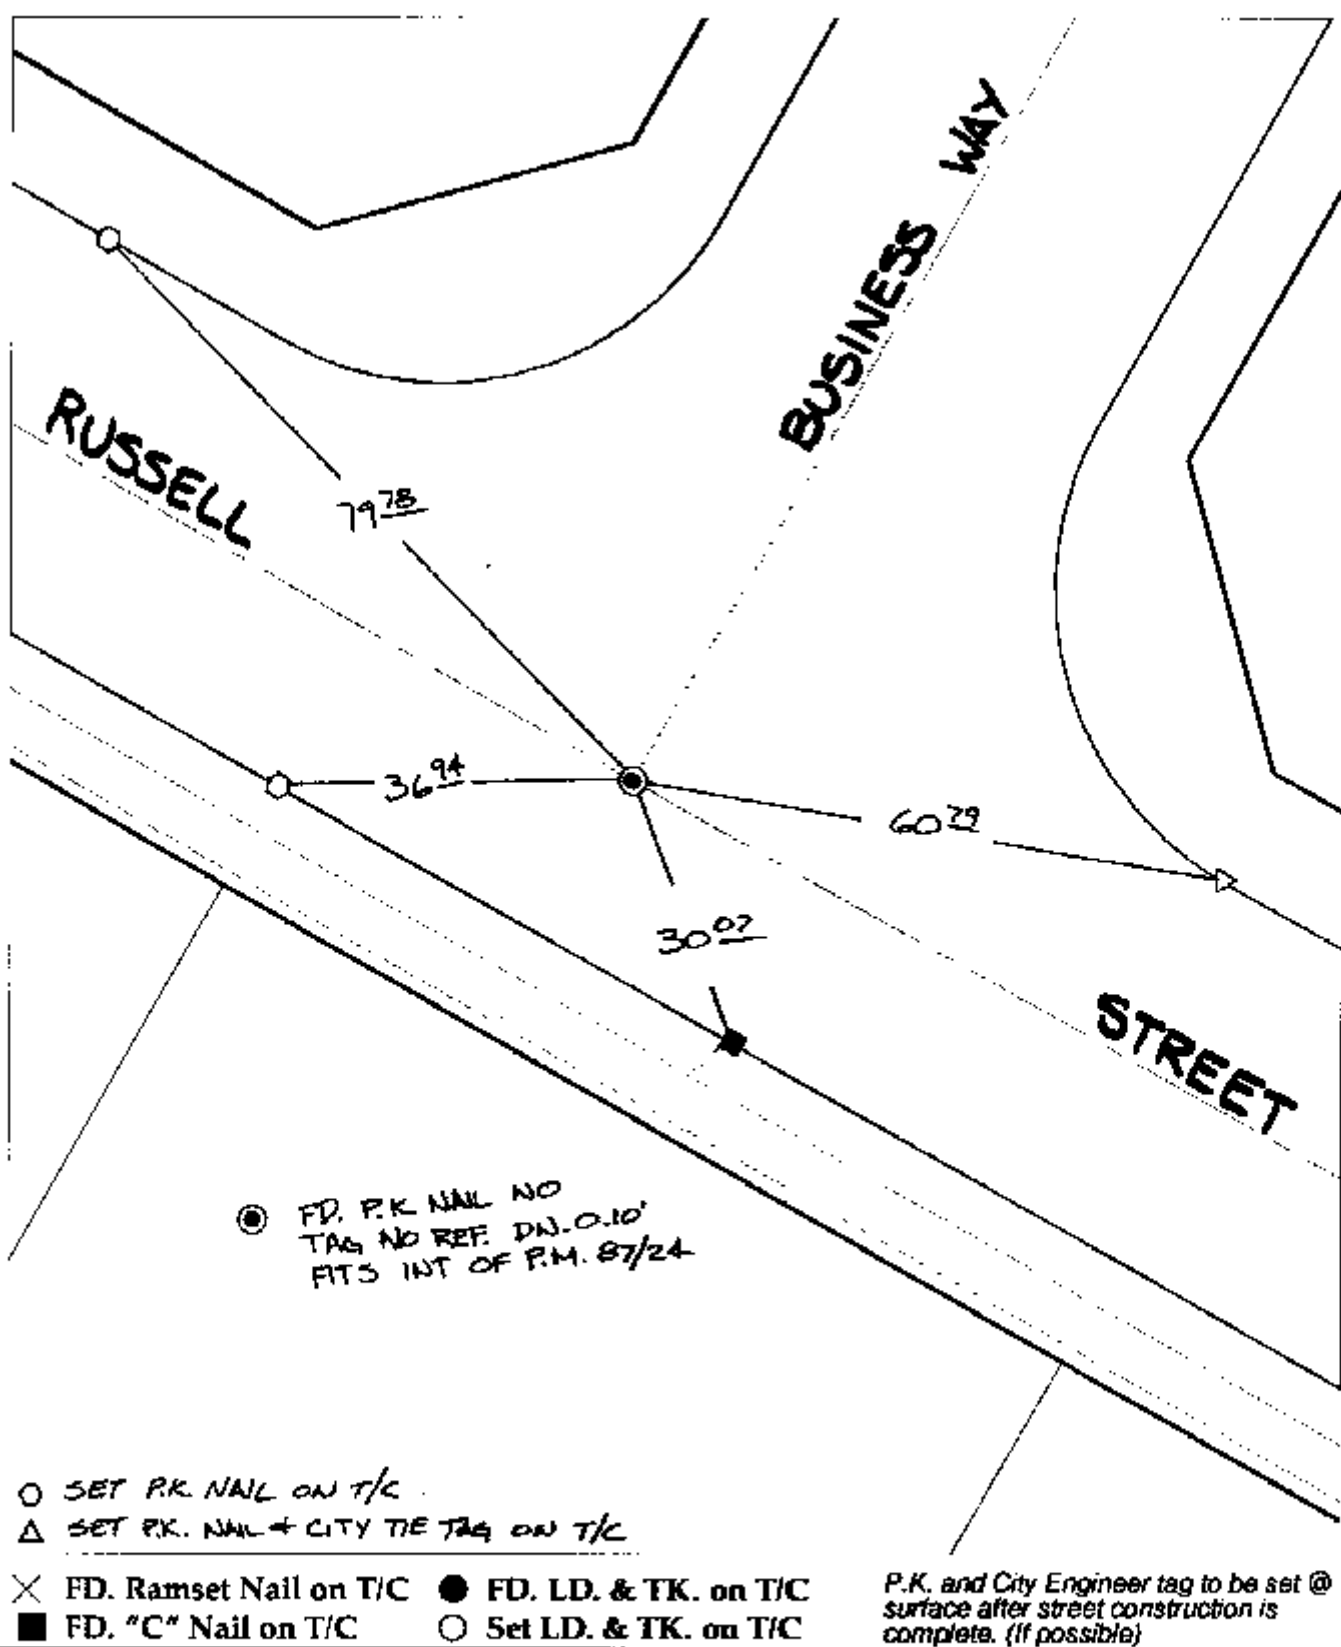 BUSINESS WAY
RUSSELL
79 78
36 94
60 79
30 07
STREET
FD. P.K. NAIL NO
TAG NO REF. DN. 0.10'
FITS INT OF P.M. 87/24
SET P.K. NAIL ON T/C
SET P.K. NAIL & CITY TIE TAG ON T/C
FD. Ramset Nail on T/C
FD. LD. & TK. on T/C
FD. "C" Nail on T/C
Set LD. & TK. on T/C
P.K. and City Engineer tag to be set @
surface after street construction is
complete. (If possible)